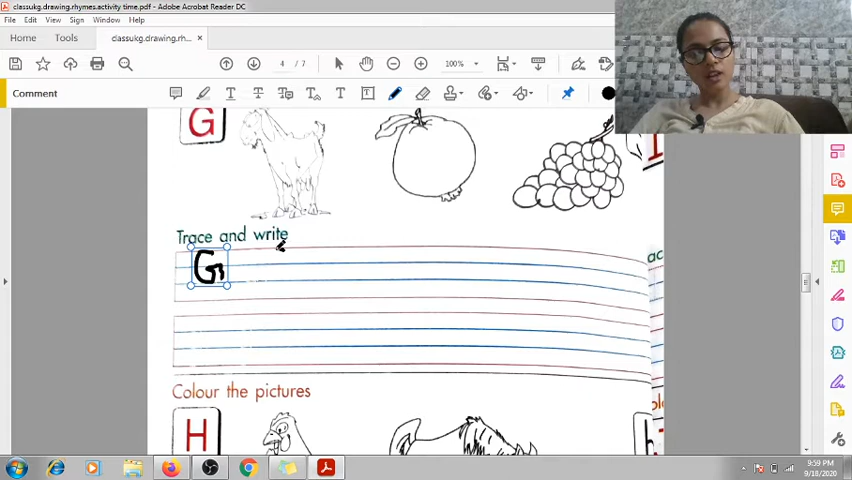 classukg.drawing.rhymes.activity time.pdf - Adobe Acrobat Reader DC
File Edit View Sign Window Help
Home Tools classukg.drawing.rh... ×
4 / 7 100%
Comment
G
Trace and write
G
Colour the pictures
H h
9:59 PM
9/18/2020